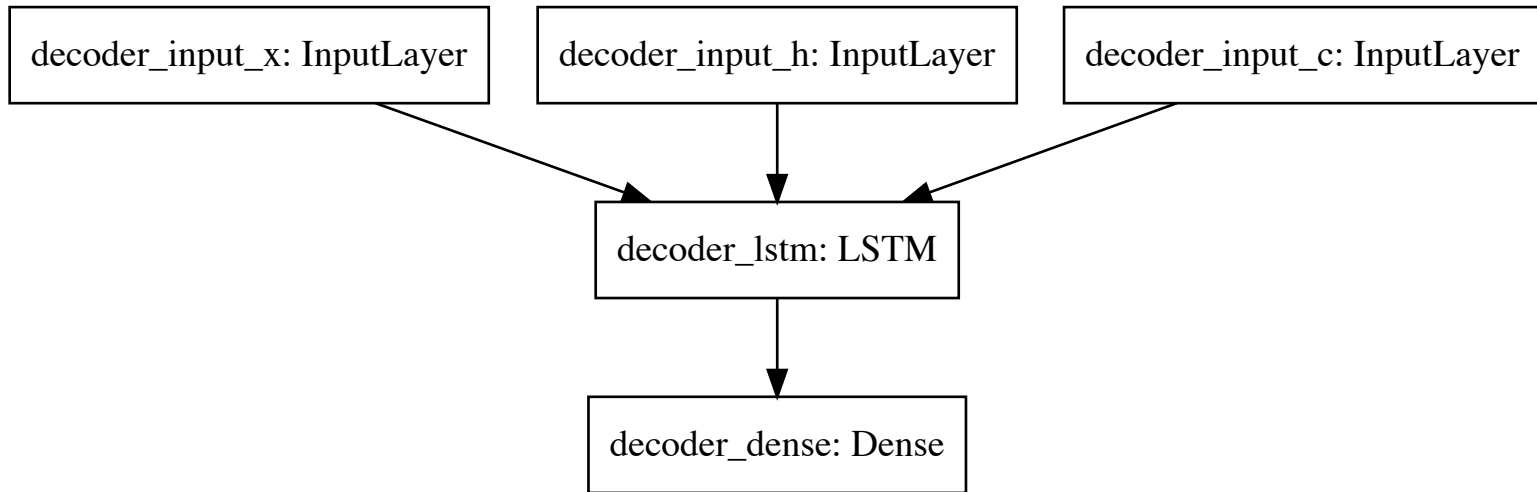 decoder_input_x: InputLayer
decoder_input_h: InputLayer
decoder_input_c: InputLayer
decoder_lstm: LSTM
decoder_dense: Dense